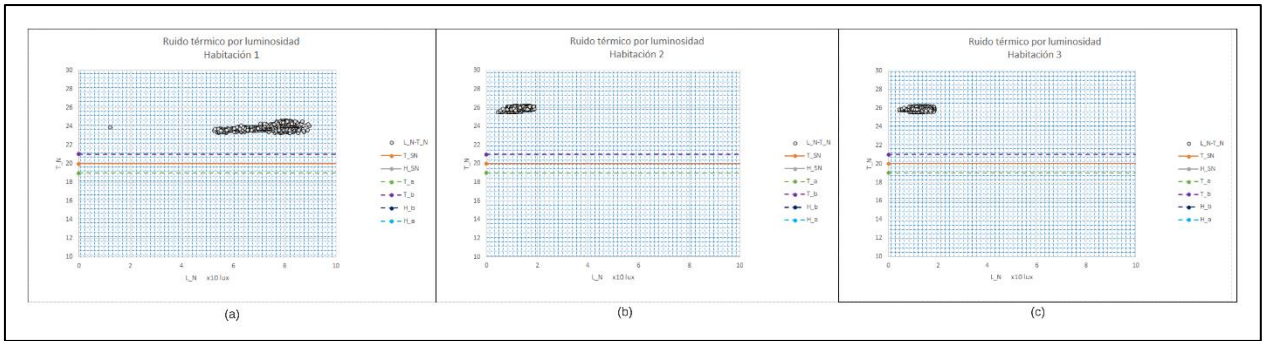 Ruido térmico por luminosidad
Habitación 1
30
28
26
24
22
20
18
16
14
12
10
T_N
0
2
4
6
8
10
L_N x10 lux
L_N-T_N
T_SN
H_SN
T_a
T_b
H_b
H_a
(a)
Ruido térmico por luminosidad
Habitación 2
30
28
26
24
22
20
18
16
14
12
10
T_N
0
2
4
6
8
10
L_N x10 lux
L_N-T_N
T_SN
H_SN
T_a
T_b
H_b
H_a
(b)
Ruido térmico por luminosidad
Habitación 3
30
28
26
24
22
20
18
16
14
12
10
T_N
0
2
4
6
8
10
L_N x10 lux
L_N-T_N
T_SN
H_SN
T_a
T_b
H_b
H_a
(c)